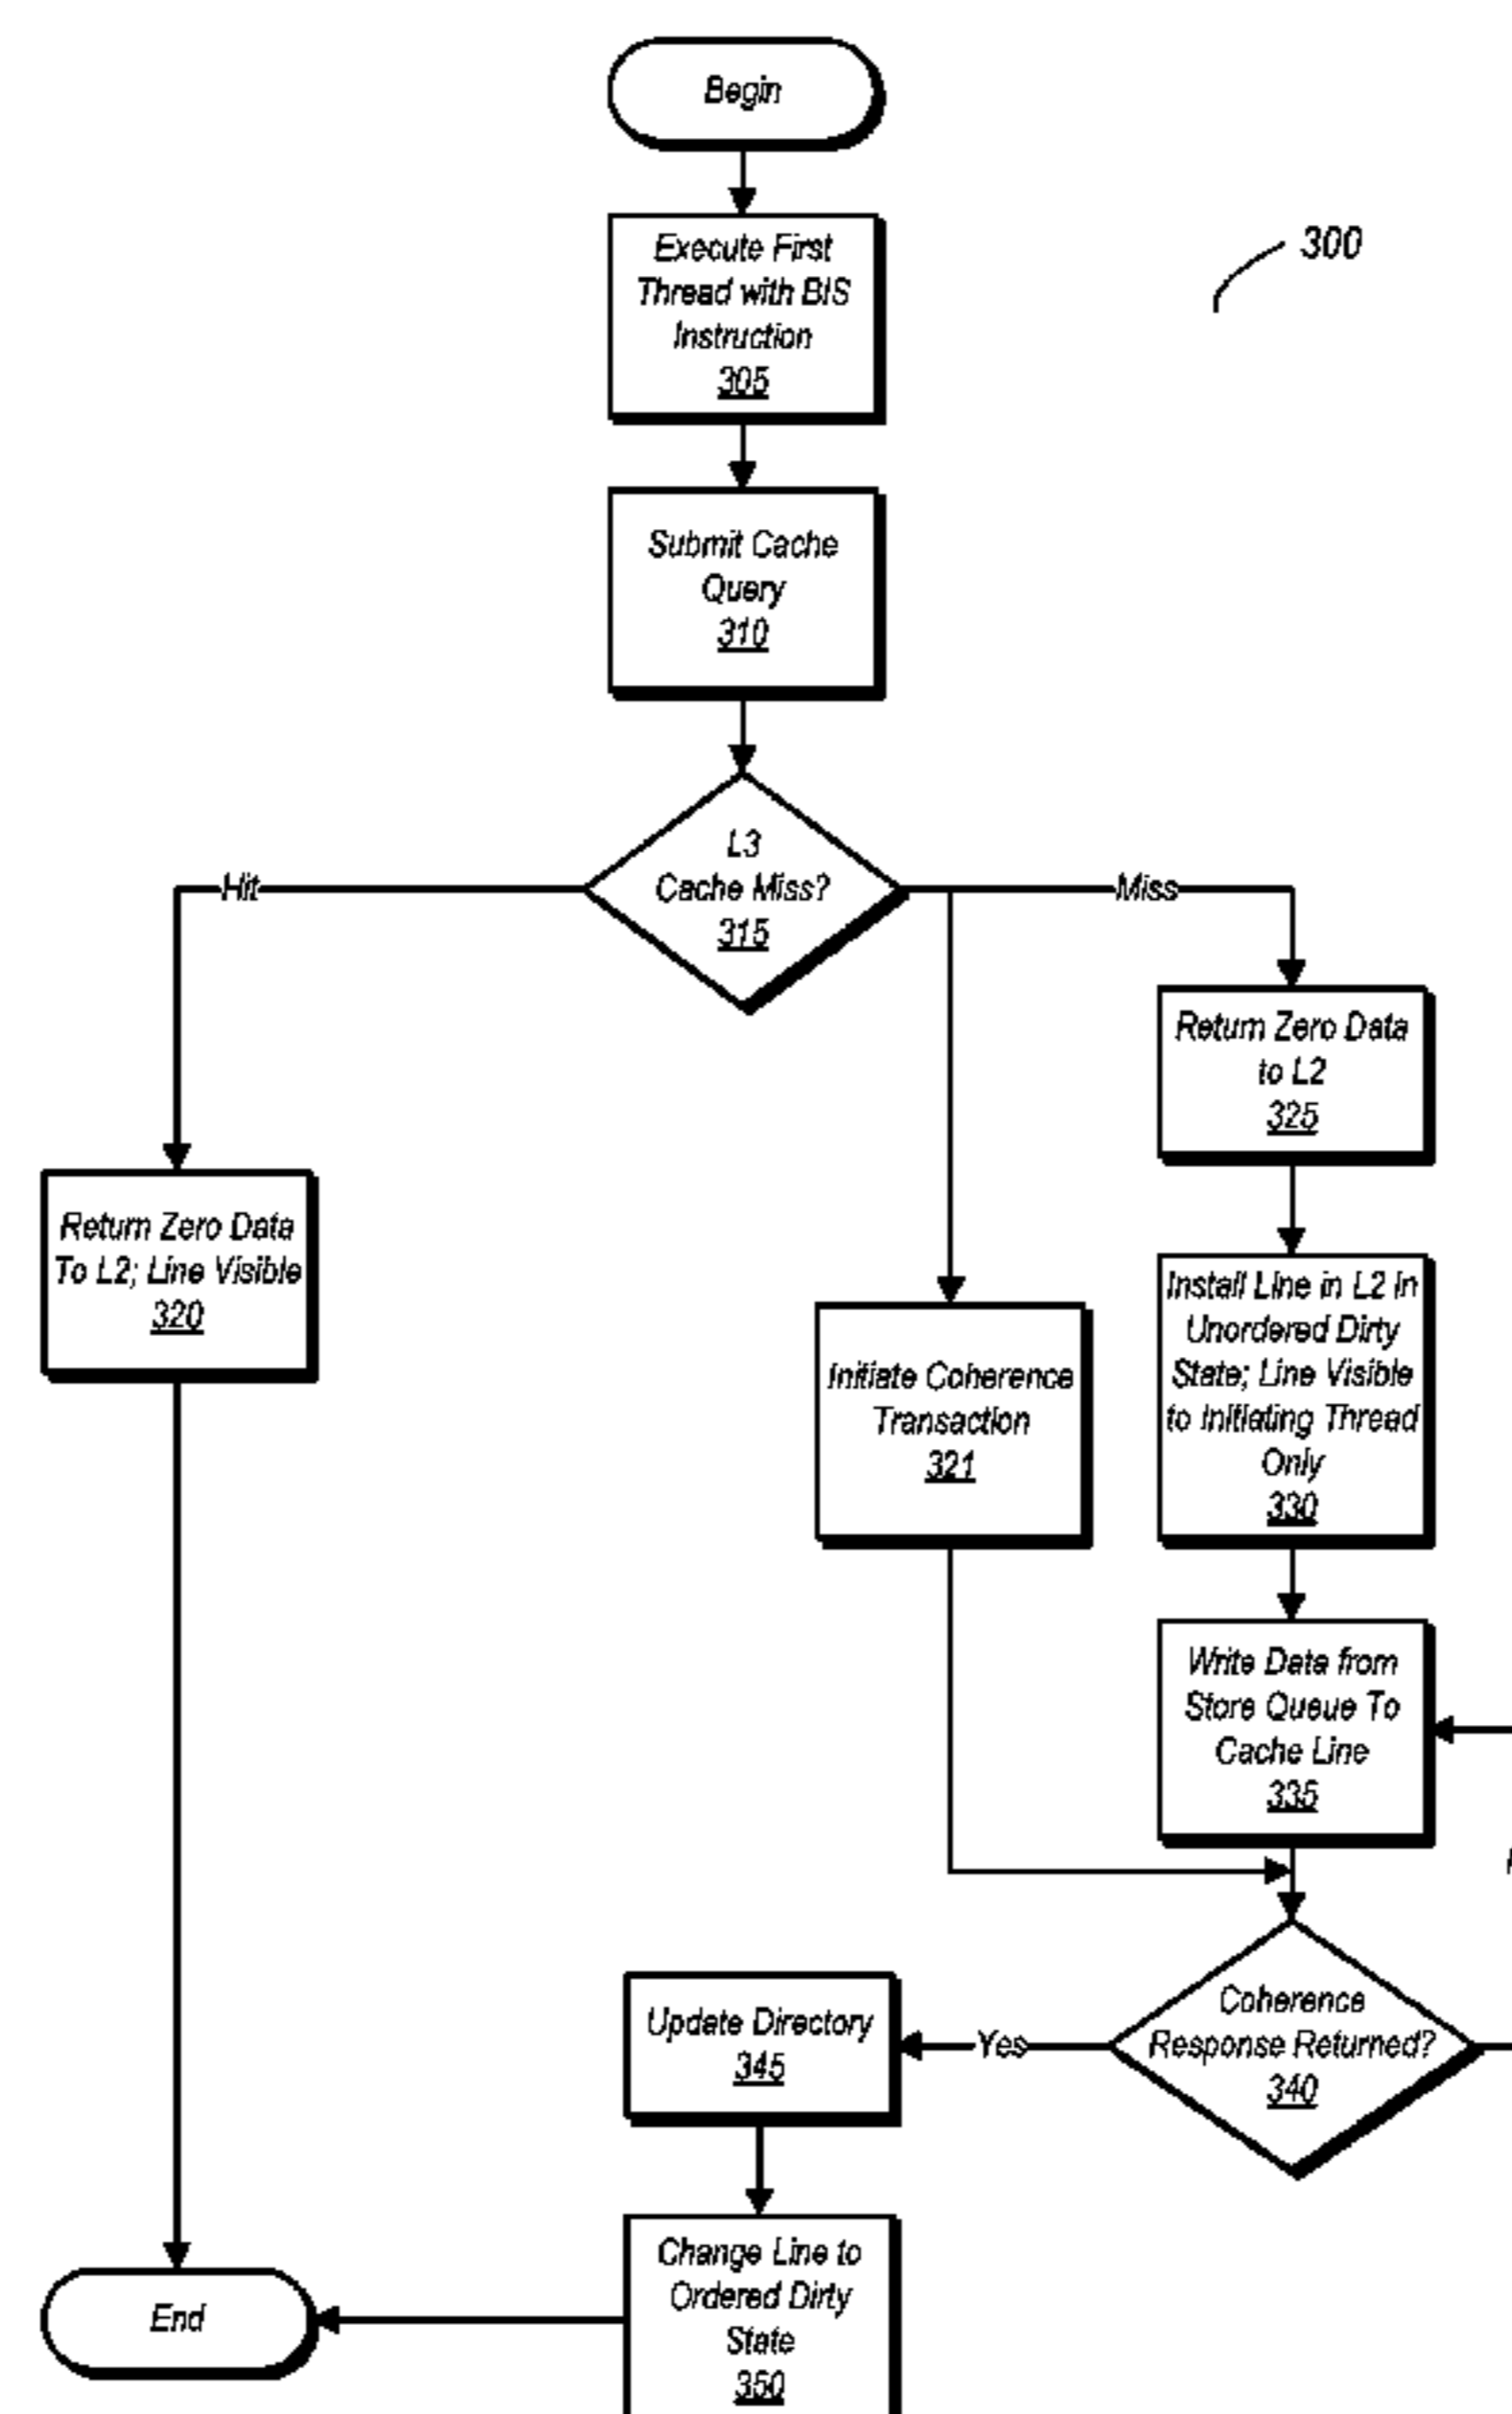 Begin
Execute First
Thread with BIS
Instruction
305
300
Submit Cache
Query
310
L3
Cache Miss?
315
Hit
Miss
Return Zero Data
to L2
325
Return Zero Data
To L2; Line Visible
320
Install Line in L2 in
Unordered Dirty
State; Line Visible
to Initiating Thread
Only
330
Initiate Coherence
Transaction
321
Write Data from
Store Queue To
Cache Line
335
Coherence
Response Returned?
340
Yes
Update Directory
345
Change Line to
Ordered Dirty
State
350
End